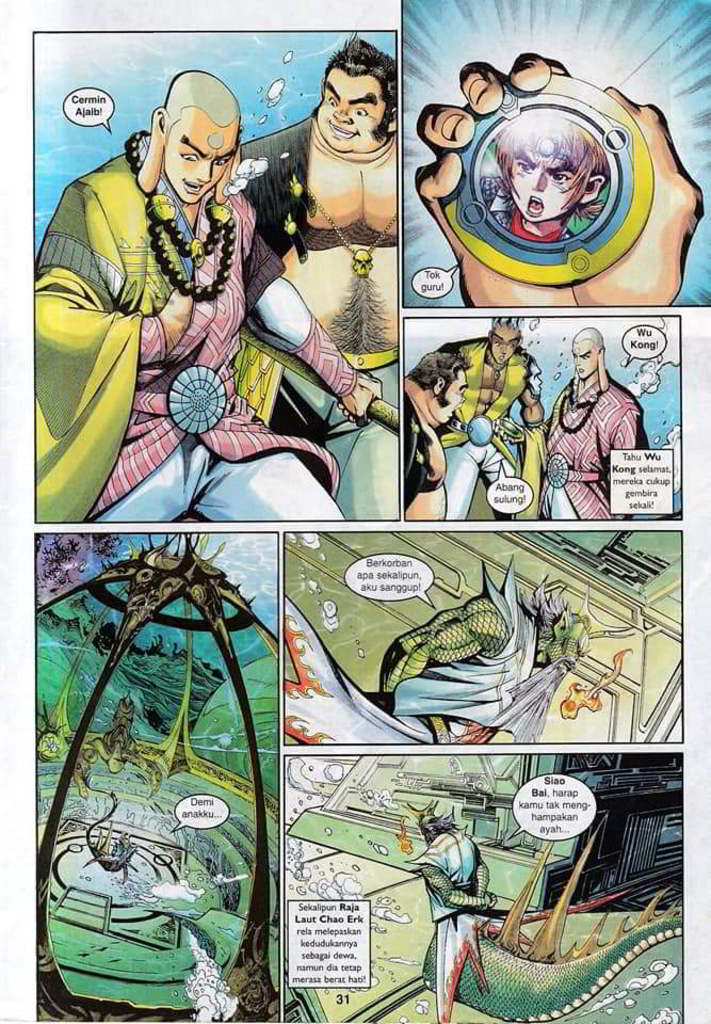 Cermin
Ajaib!
Tok
guru!
Wu
Kong!
Abang
sulung!
Tahu Wu
Kong selamat,
mereka cukup
gembira
sekali!
Demi
anakku...
Berkorban
apa sekalipun,
aku sanggup!
Siao
Bai, harap
kamu tak meng-
hampakan
ayah...
Sekalipun Raja
Laut Chao Erk
rela melepaskan
kedudukannya
sebagai dewa,
namun dia tetap
merasa berat hati!
31